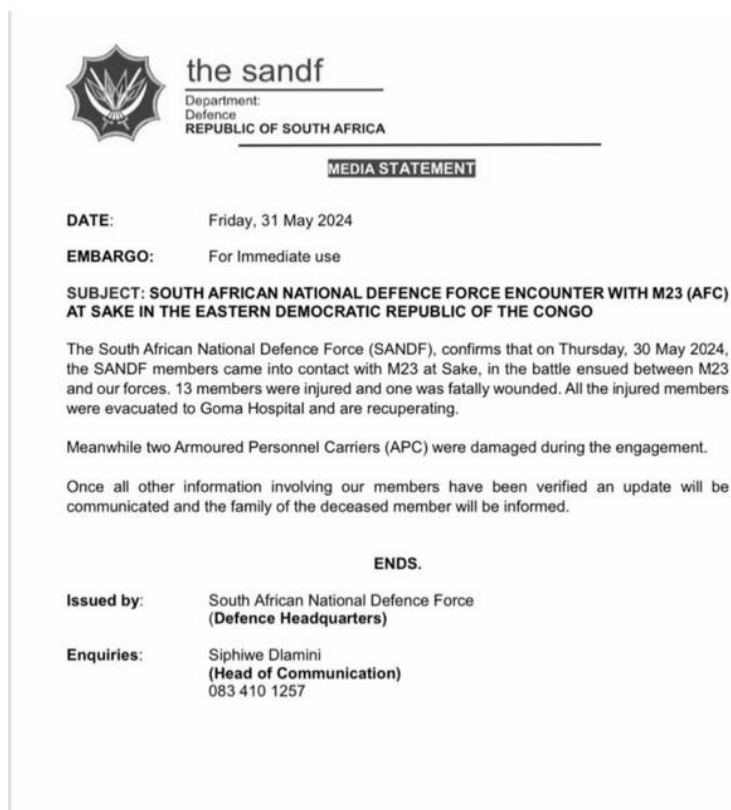 the sandf
Department:
Defence
REPUBLIC OF SOUTH AFRICA
MEDIA STATEMENT
DATE: Friday, 31 May 2024
EMBARGO: For Immediate use
SUBJECT: SOUTH AFRICAN NATIONAL DEFENCE FORCE ENCOUNTER WITH M23 (AFC)
AT SAKE IN THE EASTERN DEMOCRATIC REPUBLIC OF THE CONGO
The South African National Defence Force (SANDF), confirms that on Thursday, 30 May 2024,
the SANDF members came into contact with M23 at Sake, in the battle ensued between M23
and our forces. 13 members were injured and one was fatally wounded. All the injured members
were evacuated to Goma Hospital and are recuperating.
Meanwhile two Armoured Personnel Carriers (APC) were damaged during the engagement.
Once all other information involving our members have been verified an update will be
communicated and the family of the deceased member will be informed.
ENDS.
Issued by: South African National Defence Force
(Defence Headquarters)
Enquiries: Siphiwe Dlamini
(Head of Communication)
083 410 1257